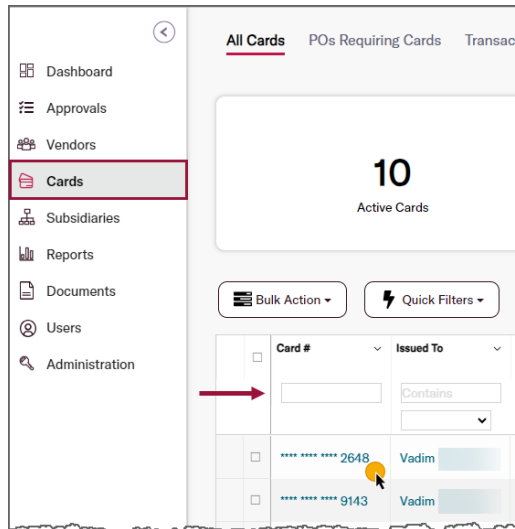 All Cards POs Requiring Cards Transac
Dashboard
Approvals
Vendors
Cards
Subsidiaries
Reports
Documents
Users
Administration
10
Active Cards
Bulk Action
Quick Filters
Card # Issued To
Contains
**** **** **** 2648 Vadim
**** **** **** 9143 Vadim